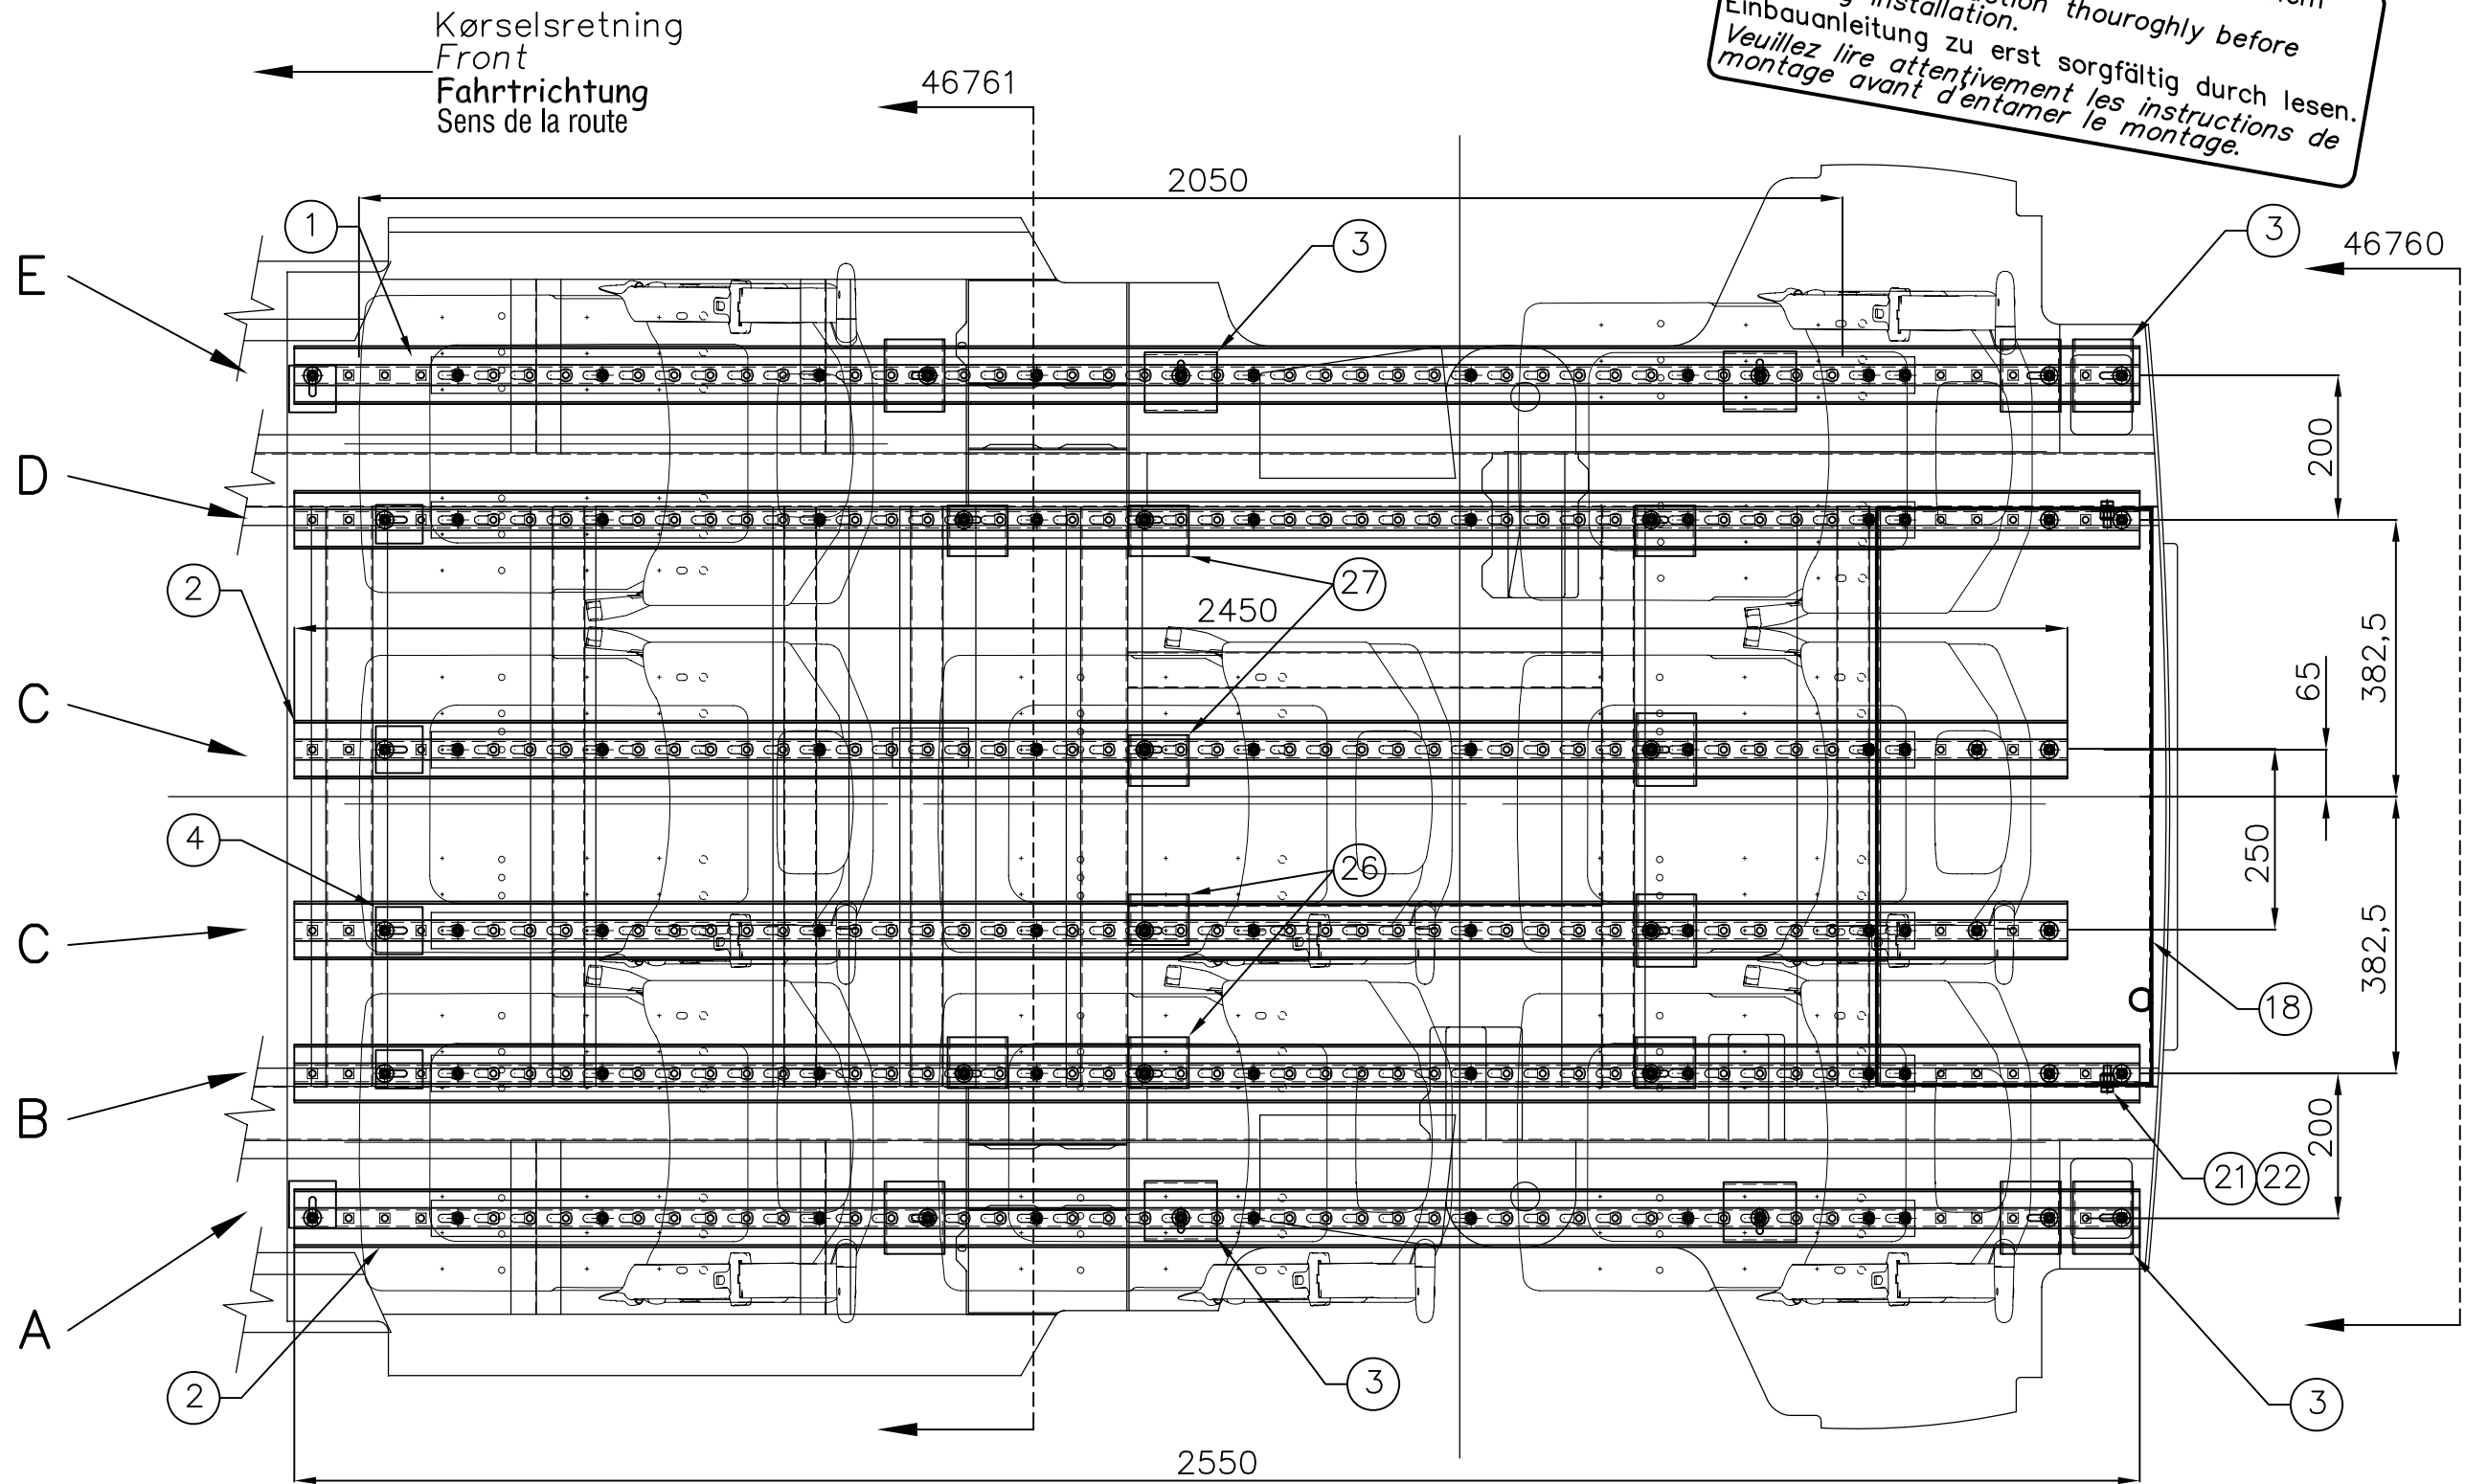 Kørselsretning
Front
Fahrtrichtung
Sens de la route
thouroghly before
installation.
Einbauanleitung zu erst sorgfältig durch lesen.
Veuillez lire attentivement les instructions de
montage avant d'entamer le montage.
46761
2050
1
3
3
46760
E
D
200
2
27
2450
382,5
65
C
4
26
250
C
382,5
18
B
21 22
200
A
2
3
3
2550